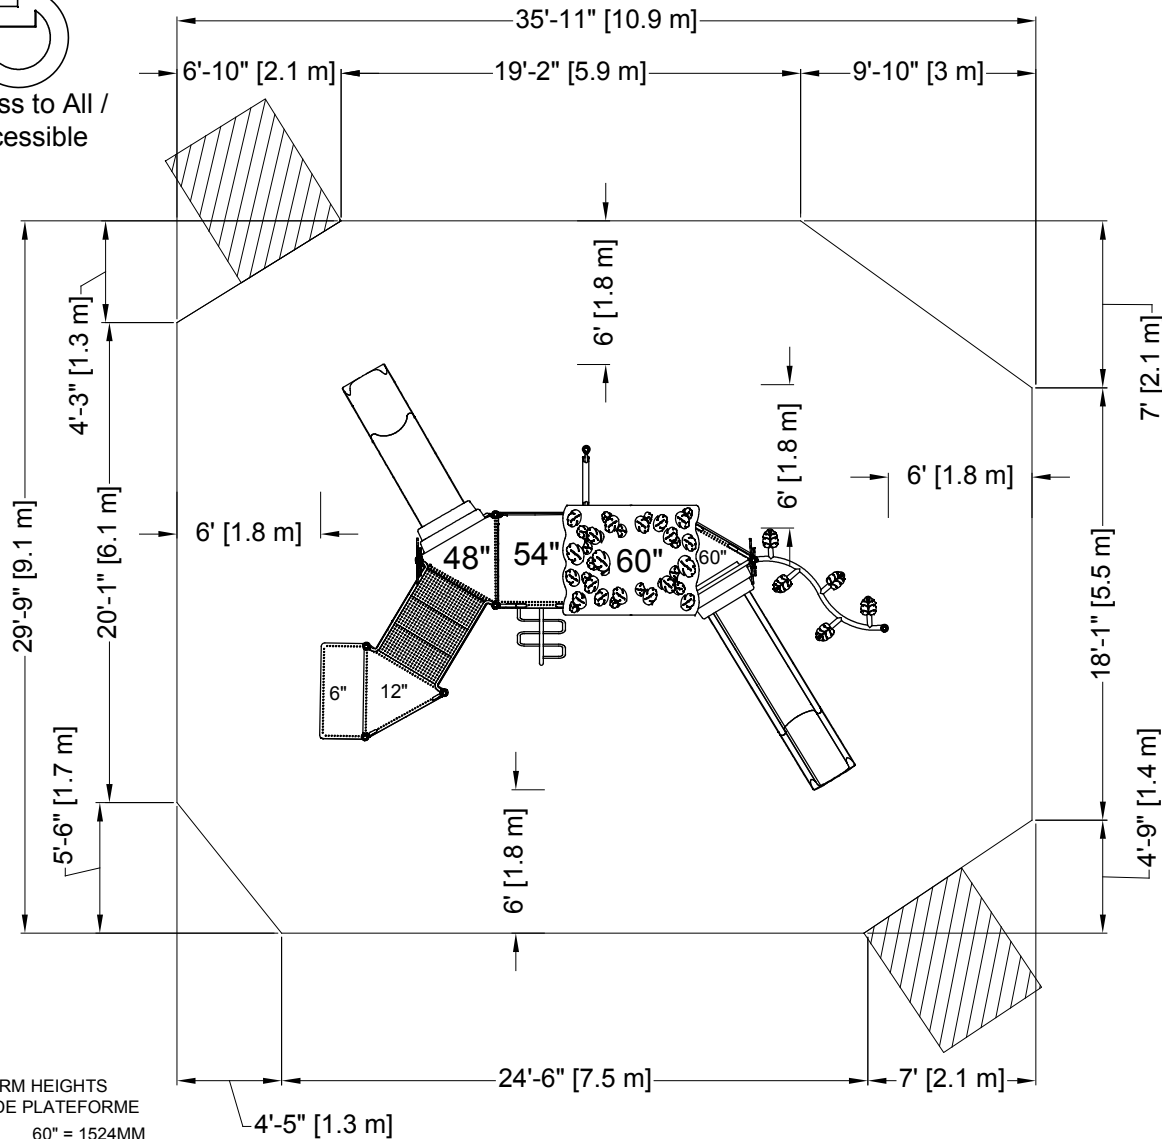 35'-11" [10.9 m]
6'-10" [2.1 m]
19'-2" [5.9 m]
9'-10" [3 m]
ss to All /
cessible
29'-9" [9.1 m]
4'-3" [1.3 m]
20'-1" [6.1 m]
5'-6" [1.7 m]
6' [1.8 m]
6' [1.8 m]
6' [1.8 m]
6' [1.8 m]
6' [1.8 m]
7' [2.1 m]
18'-1" [5.5 m]
4'-9" [1.4 m]
48"
54"
60"
60"
6"
12"
24'-6" [7.5 m]
7' [2.1 m]
4'-5" [1.3 m]
RM HEIGHTS
DE PLATEFORME
60" = 1524MM